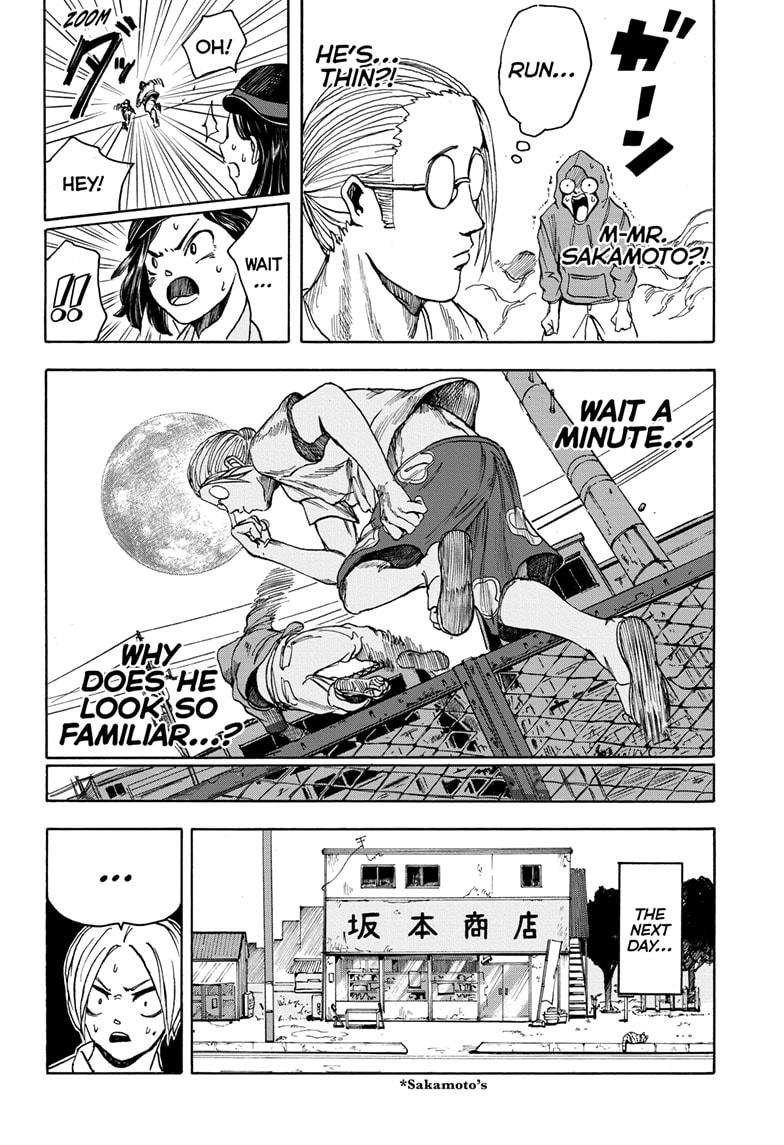 HE'S...
THIN?!
RUN...
ガーン
M-MR.
SAKAMOTO?!
ZOOM
ダッ
OH!
HEY!
WAIT
...
!!
WAIT A
MINUTE...
WHY
DOES HE
LOOK SO
FAMILIAR...?
THE
NEXT
DAY...
坂本商店
*Sakamoto's
...